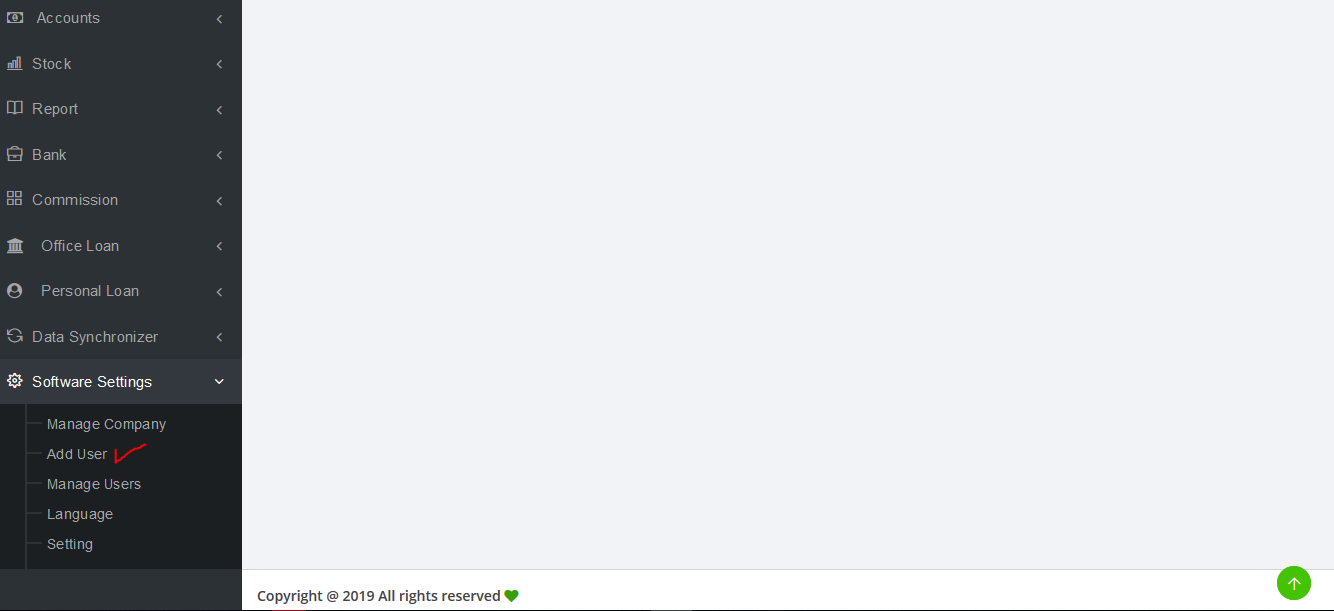 Accounts
Stock
Report
Bank
Commission
Office Loan
Personal Loan
Data Synchronizer
Software Settings
Manage Company
Add User
Manage Users
Language
Setting
Copyright @ 2019 All rights reserved